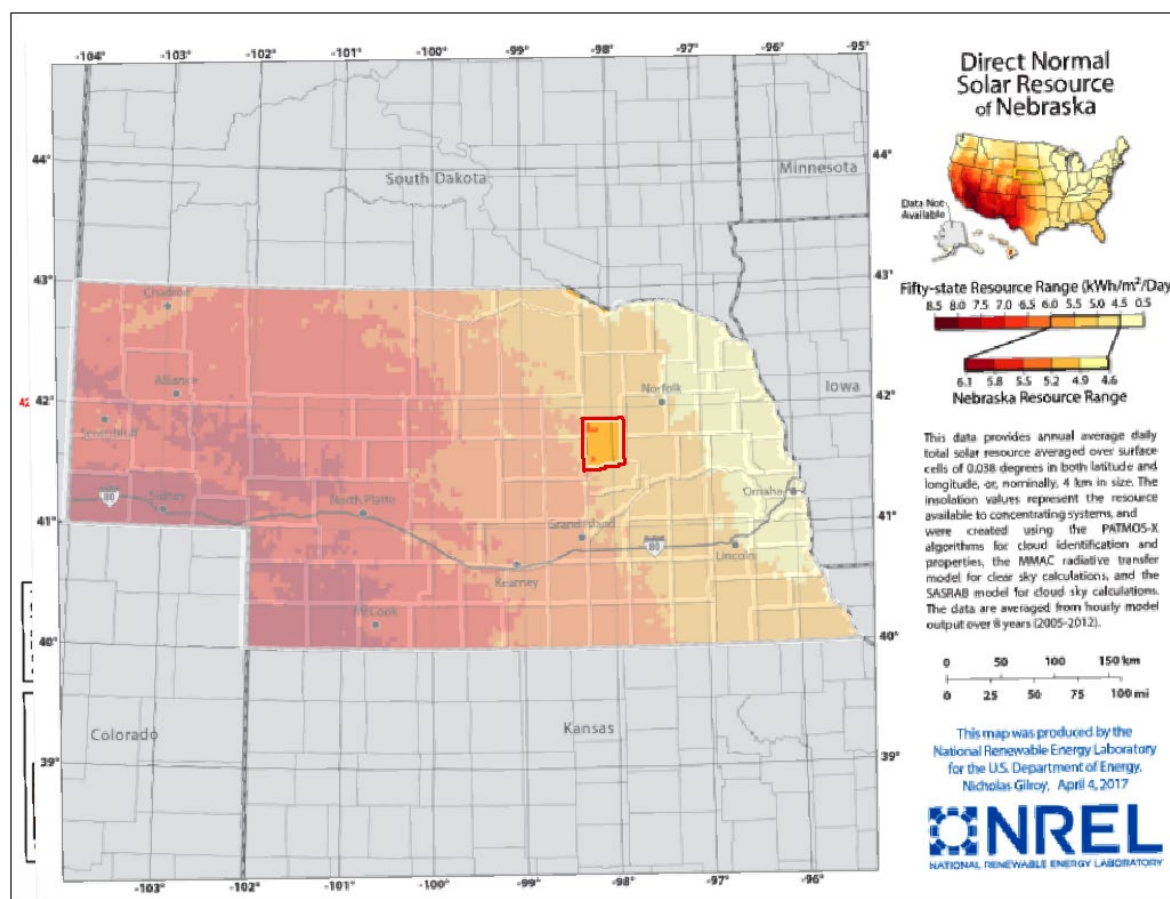 -104°
-103°
-102°
-101°
-100°
-99°
-98°
-97°
-96°
-95°
44°
44°
43°
43°
42°
42
42°
41°
41°
40°
40°
39°
39°
-103°
-102°
-101°
-100°
-99°
-98°
-97°
-96°
South Dakota
Minnesota
Iowa
Colorado
Kansas
Chadron
Alliance
Scottsbluff
Sidney
80
North Platte
Norfolk
Omaha
Grand Island
80
Lincoln
Kearney
McCook
Direct Normal
Solar Resource
of Nebraska
Data Not
Available
Fifty-state Resource Range (kWh/m²/Day
8.5 8.0 7.5 7.0 6.5 6.0 5.5 5.0 4.5 0.5
6.1 5.8 5.5 5.2 4.9 4.6
Nebraska Resource Range
This data provides annual average daily
total solar resource averaged over surface
cells of 0.038 degrees in both latitude and
longitude, or, nominally, 4 km in size. The
insolation values represent the resource
available to concentrating systems, and
were created using the PATMOS-X
algorithms for cloud identification and
properties, the MMAC radiative transfer
model for clear sky calculations, and the
SASRAB model for cloud sky calculations.
The data are averaged from hourly model
output over 8 years (2005-2012).
0 50 100 150 km
0 25 50 75 100 mi
This map was produced by the
National Renewable Energy Laboratory
for the U.S. Department of Energy.
Nicholas Gilroy, April 4, 2017
NREL
NATIONAL RENEWABLE ENERGY LABORATORY